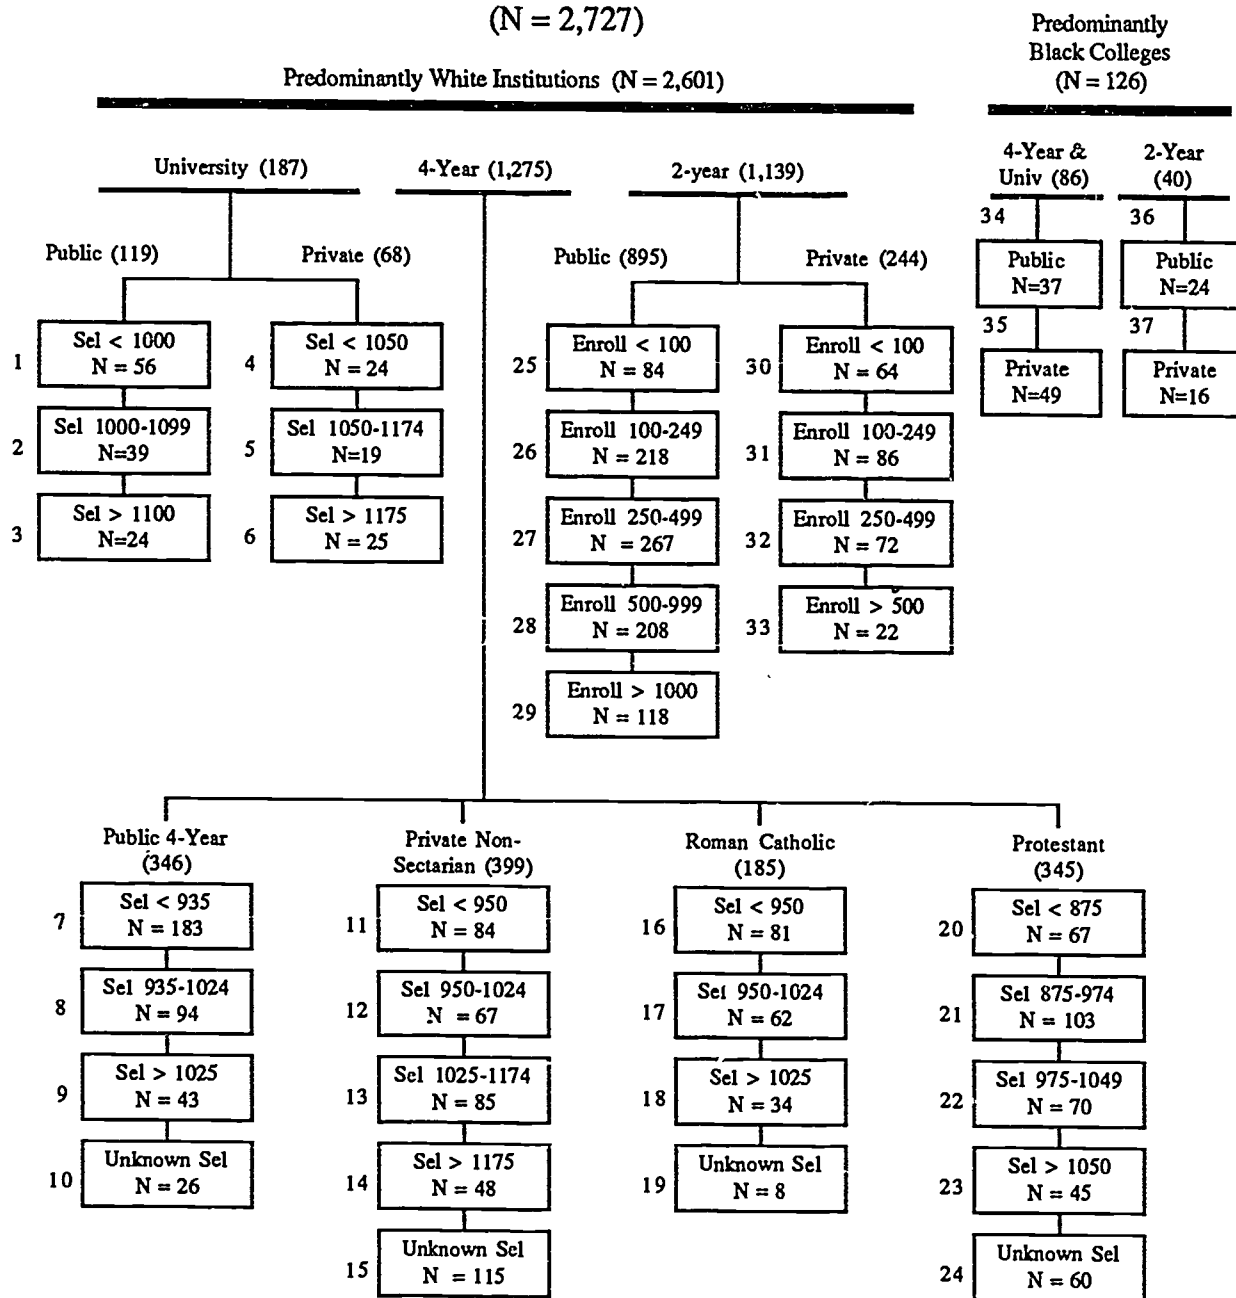 (N = 2,727)
Predominantly White Institutions (N = 2,601)
Predominantly
Black Colleges
(N = 126)
University (187)
4-Year (1,275)
2-year (1,139)
4-Year &
Univ (86)
2-Year
(40)
Public (119)
Private (68)
Public (895)
Private (244)
34
Public
N=37
35
Private
N=49
36
Public
N=24
37
Private
N=16
1
Sel < 1000
N = 56
2
Sel 1000-1099
N=39
3
Sel > 1100
N=24
4
Sel < 1050
N = 24
5
Sel 1050-1174
N=19
6
Sel > 1175
N = 25
25
Enroll < 100
N = 84
26
Enroll 100-249
N = 218
27
Enroll 250-499
N = 267
28
Enroll 500-999
N = 208
29
Enroll > 1000
N = 118
30
Enroll < 100
N = 64
31
Enroll 100-249
N = 86
32
Enroll 250-499
N = 72
33
Enroll > 500
N = 22
Public 4-Year
(346)
7
Sel < 935
N = 183
8
Sel 935-1024
N = 94
9
Sel > 1025
N = 43
10
Unknown Sel
N = 26
Private Non-
Sectarian (399)
11
Sel < 950
N = 84
12
Sel 950-1024
N = 67
13
Sel 1025-1174
N = 85
14
Sel > 1175
N = 48
15
Unknown Sel
N = 115
Roman Catholic
(185)
16
Sel < 950
N = 81
17
Sel 950-1024
N = 62
18
Sel > 1025
N = 34
19
Unknown Sel
N = 8
Protestant
(345)
20
Sel < 875
N = 67
21
Sel 875-974
N = 103
22
Sel 975-1049
N = 70
23
Sel > 1050
N = 45
24
Unknown Sel
N = 60